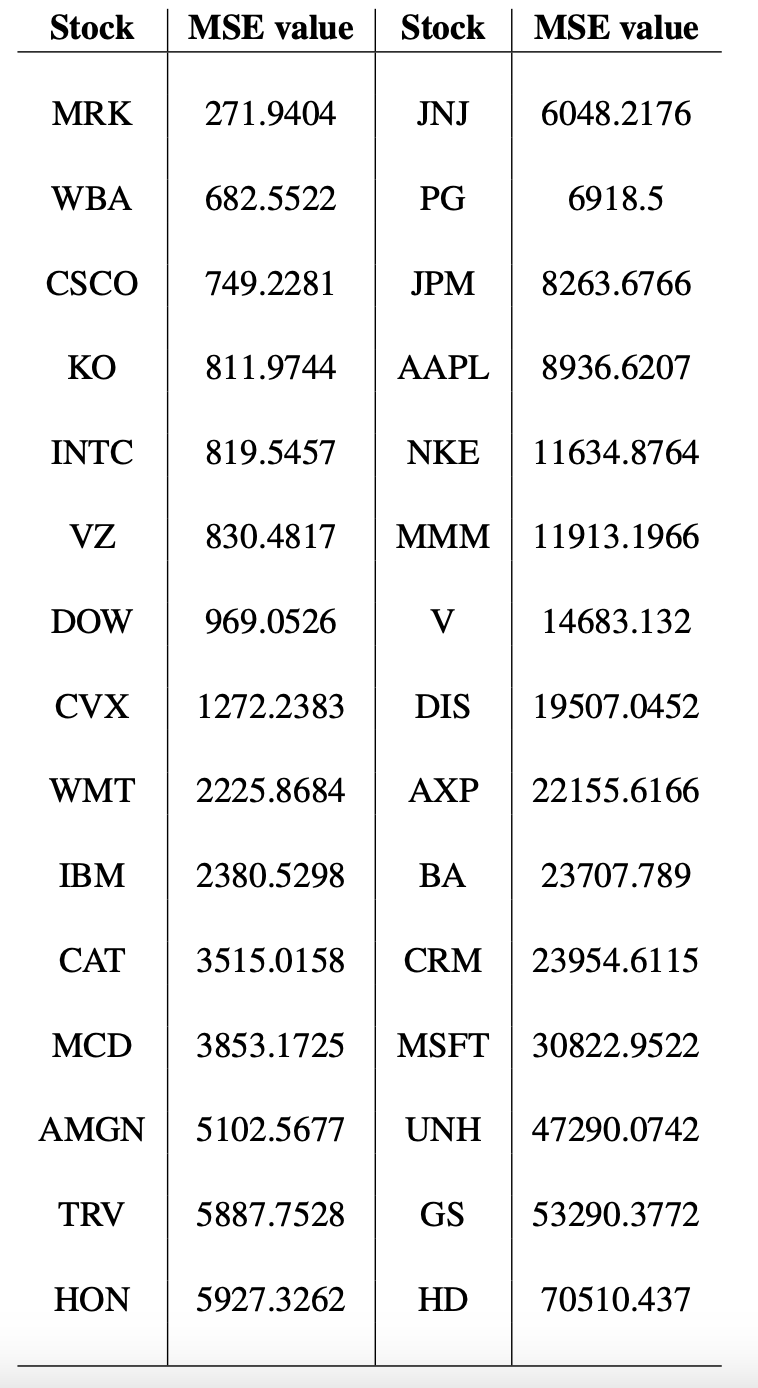 Stock MSE value Stock MSE value
MRK 271.9404 JNJ 6048.2176
WBA 682.5522 PG 6918.5
CSCO 749.2281 JPM 8263.6766
KO 811.9744 AAPL 8936.6207
INTC 819.5457 NKE 11634.8764
VZ 830.4817 MMM 11913.1966
DOW 969.0526 V 14683.132
CVX 1272.2383 DIS 19507.0452
WMT 2225.8684 AXP 22155.6166
IBM 2380.5298 BA 23707.789
CAT 3515.0158 CRM 23954.6115
MCD 3853.1725 MSFT 30822.9522
AMGN 5102.5677 UNH 47290.0742
TRV 5887.7528 GS 53290.3772
HON 5927.3262 HD 70510.437